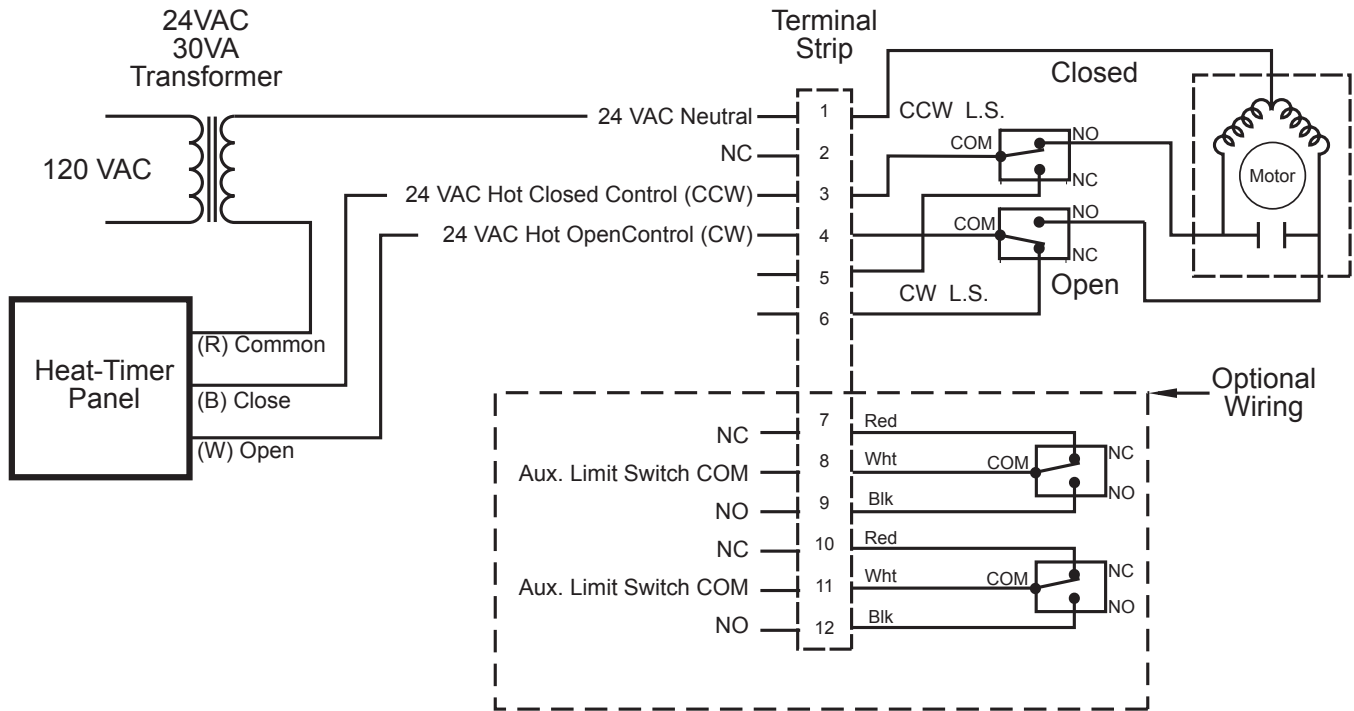 24VAC
30VA
Transformer
120 VAC
Heat-Timer
Panel
(R) Common
(B) Close
(W) Open
24 VAC Neutral
NC
24 VAC Hot Closed Control (CCW)
24 VAC Hot OpenControl (CW)
Terminal
Strip
1
2
3
4
5
6
CCW L.S.
Closed
COM
NO
NC
COM
NO
NC
CW L.S.
Open
Motor
Optional
Wiring
NC
7
Red
Aux. Limit Switch COM
8
Wht
COM
NC
NO
NO
9
Blk
NC
10
Red
Aux. Limit Switch COM
11
Wht
COM
NC
NO
NO
12
Blk